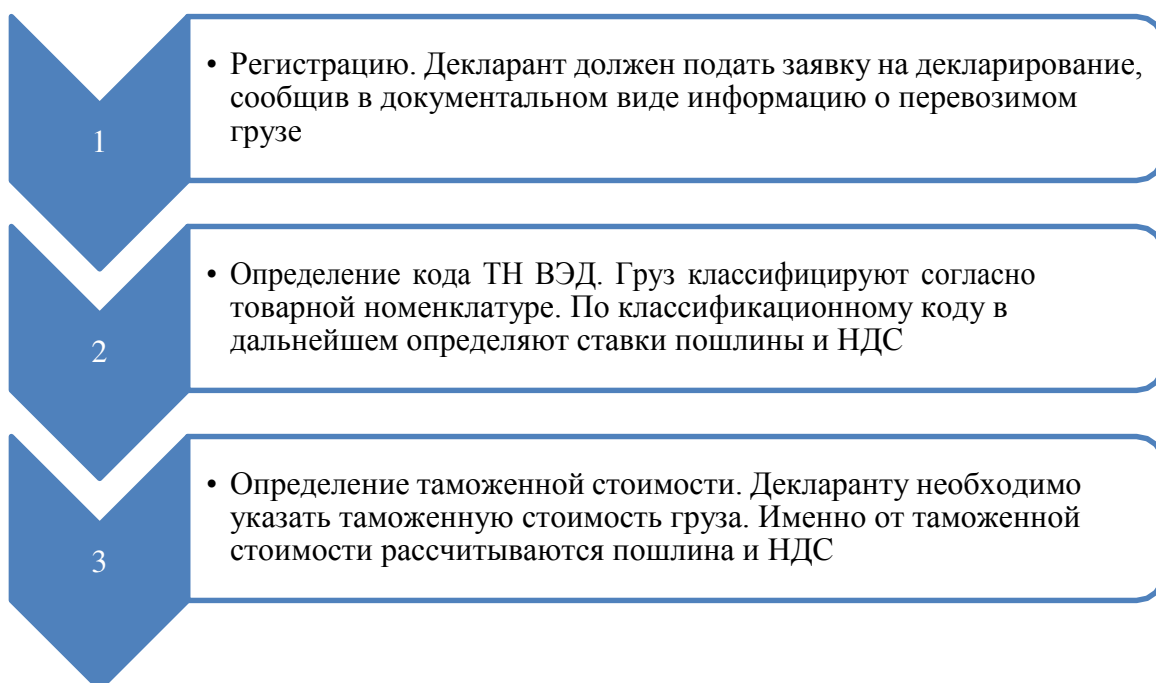 1
• Регистрацию. Декларант должен подать заявку на декларирование,
сообщив в документальном виде информацию о перевозимом
грузе
2
• Определение кода ТН ВЭД. Груз классифицируют согласно
товарной номенклатуре. По классификационному коду в
дальнейшем определяют ставки пошлины и НДС
3
• Определение таможенной стоимости. Декларанту необходимо
указать таможенную стоимость груза. Именно от таможенной
стоимости рассчитываются пошлина и НДС